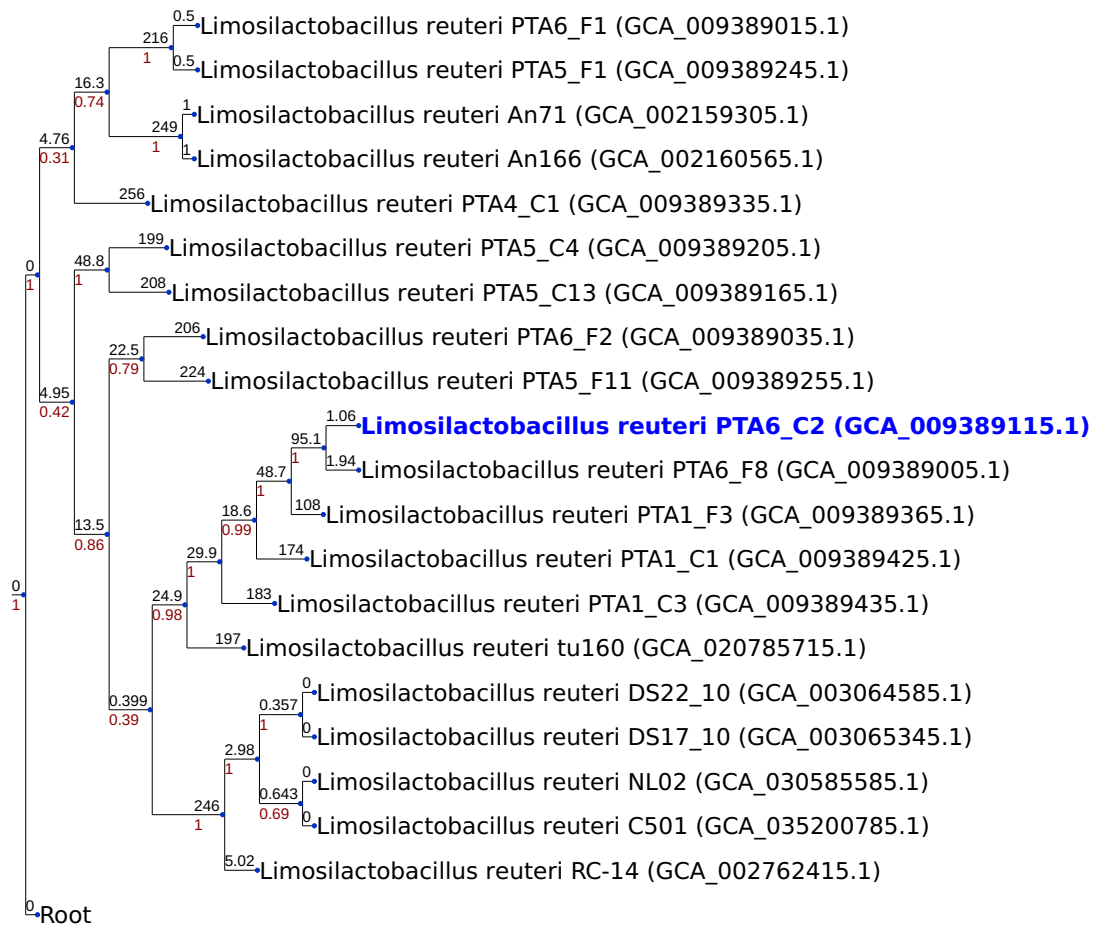 0.5
Limosilactobacillus reuteri PTA6_F1 (GCA_009389015.1)
216
1
0.5
Limosilactobacillus reuteri PTA5_F1 (GCA_009389245.1)
16.3
0.74
1
Limosilactobacillus reuteri An71 (GCA_002159305.1)
249
1
4.76
0.31
1
Limosilactobacillus reuteri An166 (GCA_002160565.1)
256
Limosilactobacillus reuteri PTA4_C1 (GCA_009389335.1)
199
Limosilactobacillus reuteri PTA5_C4 (GCA_009389205.1)
0
1
48.8
1
208
Limosilactobacillus reuteri PTA5_C13 (GCA_009389165.1)
206
Limosilactobacillus reuteri PTA6_F2 (GCA_009389035.1)
22.5
0.79
224
Limosilactobacillus reuteri PTA5_F11 (GCA_009389255.1)
4.95
0.42
1.06
Limosilactobacillus reuteri PTA6_C2 (GCA_009389115.1)
95.1
1
1.94
Limosilactobacillus reuteri PTA6_F8 (GCA_009389005.1)
48.7
1
108
Limosilactobacillus reuteri PTA1_F3 (GCA_009389365.1)
18.6
0.99
13.5
0.86
174
Limosilactobacillus reuteri PTA1_C1 (GCA_009389425.1)
29.9
1
0
1
24.9
0.98
183
Limosilactobacillus reuteri PTA1_C3 (GCA_009389435.1)
197
Limosilactobacillus reuteri tu160 (GCA_020785715.1)
0
Limosilactobacillus reuteri DS22_10 (GCA_003064585.1)
0.399
0.39
0.357
1
0
Limosilactobacillus reuteri DS17_10 (GCA_003065345.1)
2.98
1
0
Limosilactobacillus reuteri NL02 (GCA_030585585.1)
0.643
0.69
246
1
0
Limosilactobacillus reuteri C501 (GCA_035200785.1)
5.02
Limosilactobacillus reuteri RC-14 (GCA_002762415.1)
0
Root